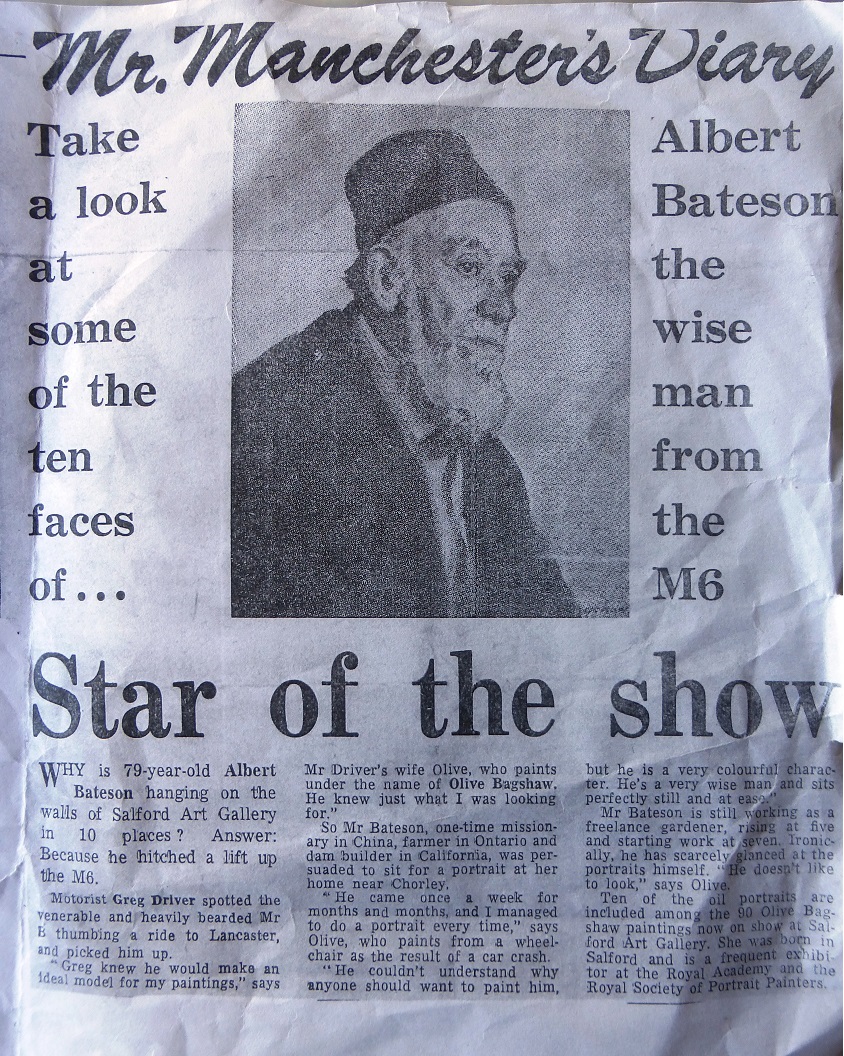 Mr. Manchester's Diary
Take
a look
at
some
of the
ten
faces
of...
Albert
Bateson
the
wise
man
from
the
M6
Star of the show
WHY is 79-year-old Albert
Bateson hanging on the
walls of Salford Art Gallery
in 10 places? Answer:
Because he hitched a lift up
the M6.
Motorist Greg Driver spotted the
venerable and heavily bearded Mr
B thumbing a ride to Lancaster,
and picked him up.
"Greg knew he would make an
ideal model for my paintings," says
Mr Driver's wife Olive, who paints
under the name of Olive Bagshaw.
He knew just what I was looking
for."
So Mr Bateson, one-time mission-
ary in China, farmer in Ontario and
dam builder in California, was per-
suaded to sit for a portrait at her
home near Chorley.
"He came once a week for
months and months, and I managed
to do a portrait every time," says
Olive, who paints from a wheel-
chair as the result of a car crash.
"He couldn't understand why
anyone should want to paint him,
but he is a very colourful charac-
ter. He's a very wise man and sits
perfectly still and at ease."
Mr Bateson is still working as a
freelance gardener, rising at five
and starting work at seven. Ironic-
ally, he has scarcely glanced at the
portraits himself. "He doesn't like
to look," says Olive.
Ten of the oil portraits are
included among the 90 Olive Bag-
shaw paintings now on show at Sal-
ford Art Gallery. She was born in
Salford and is a frequent exhibi-
tor at the Royal Academy and the
Royal Society of Portrait Painters.